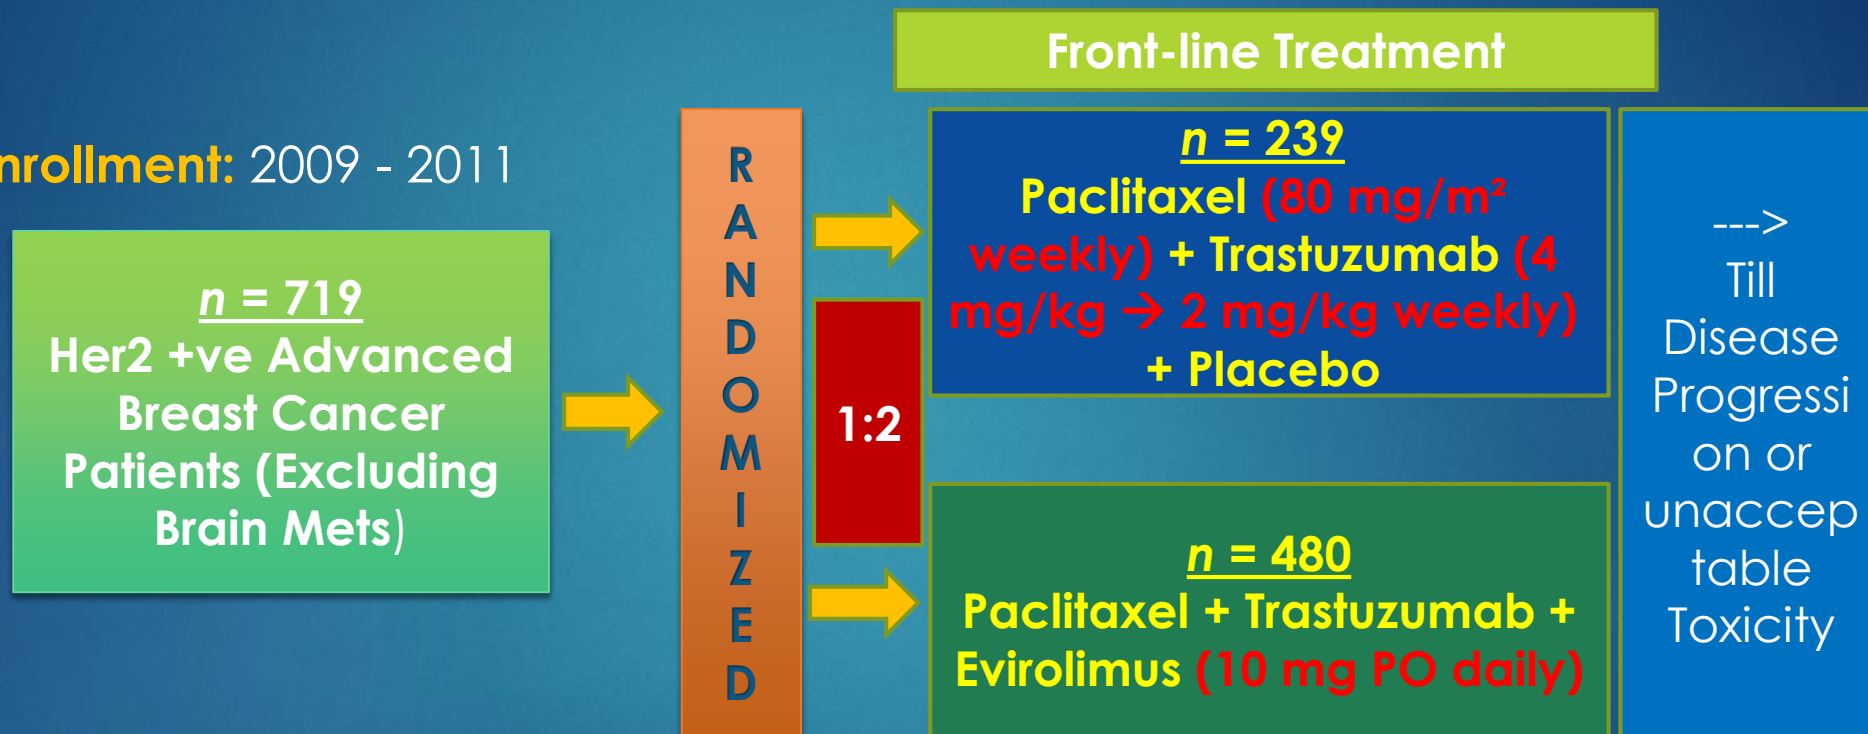 Front-line Treatment
nrollment: 2009 - 2011
n = 719
Her2 +ve Advanced
Breast Cancer
Patients (Excluding
Brain Mets)
R
A
N
D
O
M
I
Z
E
D
1:2
n = 239
Paclitaxel (80 mg/m²
weekly) + Trastuzumab (4
mg/kg → 2 mg/kg weekly)
+ Placebo
n = 480
Paclitaxel + Trastuzumab +
Evirolimus (10 mg PO daily)
--->
Till
Disease
Progressi
on or
unaccep
table
Toxicity